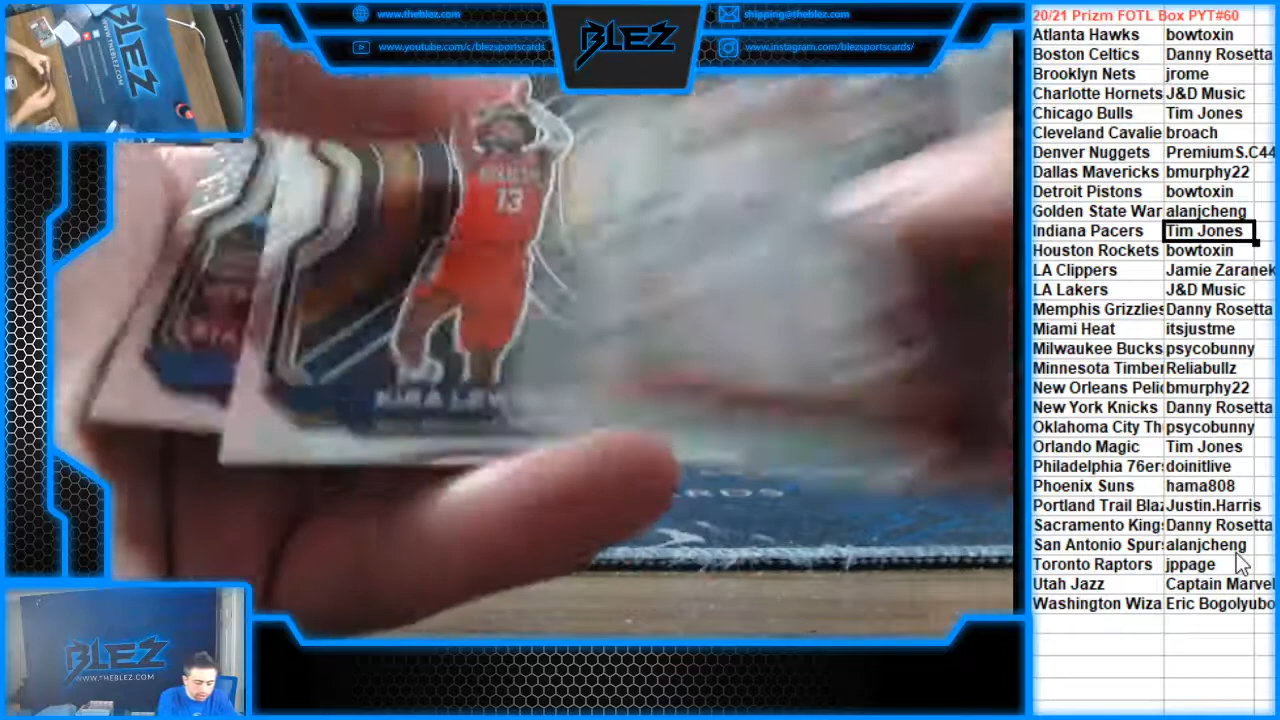 www.theblez.com
www.youtube.com/c/blezsportscards
BLEZ
shipping@theblez.com
www.instagram.com/blezsportscards/
BLEZ
THEBLEZ.COM
13
KIRA LEW
BLEZ
WWW.THEBLEZ.COM
20/21 Prizm FOTL Box PYT#60
Atlanta Hawks bowtoxin
Boston Celtics Danny Rosetta
Brooklyn Nets jrome
Charlotte Hornets J&D Music
Chicago Bulls Tim Jones
Cleveland Cavalie broach
Denver Nuggets PremiumS.C44
Dallas Mavericks bmurphy22
Detroit Pistons bowtoxin
Golden State War alanjcheng
Indiana Pacers Tim Jones
Houston Rockets bowtoxin
LA Clippers Jamie Zaranek
LA Lakers J&D Music
Memphis Grizzlies Danny Rosetta
Miami Heat itsjustme
Milwaukee Bucks psycobunny
Minnesota Timber Reliabullz
New Orleans Peli bmurphy22
New York Knicks Danny Rosetta
Oklahoma City Th psycobunny
Orlando Magic Tim Jones
Philadelphia 76er doinitlive
Phoenix Suns hama808
Portland Trail Bla Justin.Harris
Sacramento King Danny Rosetta
San Antonio Spur alanjcheng
Toronto Raptors jppage
Utah Jazz Captain Marvel
Washington Wiza Eric Bogolyubo